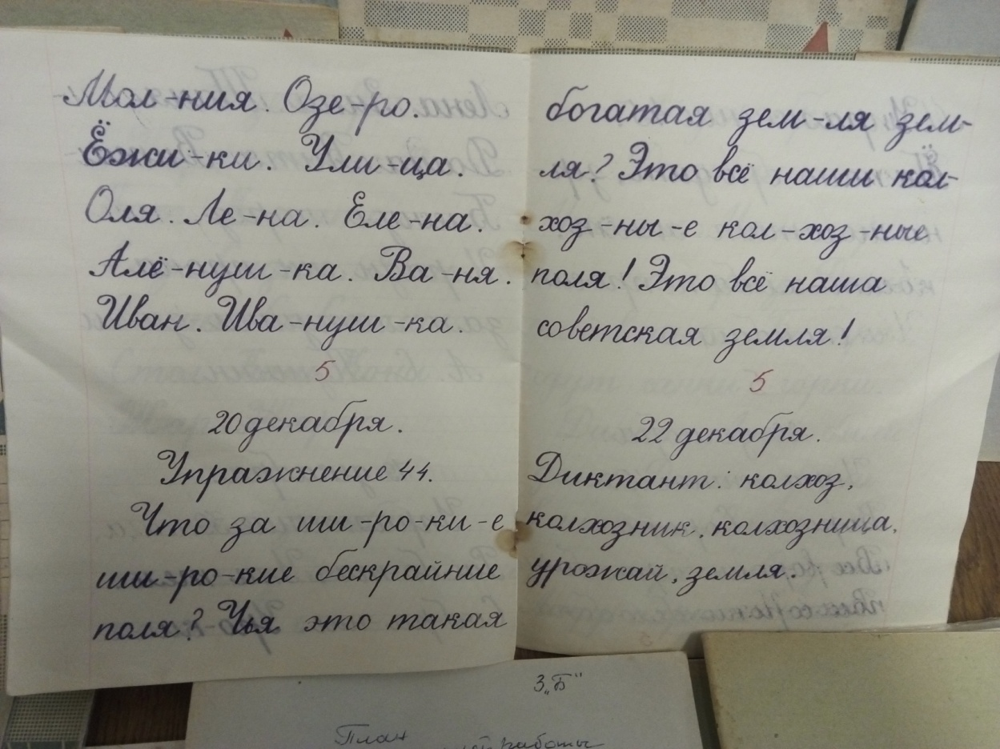 Мол-ния. Озе-ро.
Ёжи-ки. Ули-ца.
Оля. Ле-на. Еле-на.
Алё-нуш-ка. Ва-ня.
Иван. Ива-нуш-ка.
5
20 декабря.
Упражнение 44.
Что за ши-ро-ки-е
ши-ро-кие бескрайние
поля? Чья это такая
богатая зем-ля зем-
ля? Это всё наши кол-
хоз-ны-е кол-хоз-ные
поля! Это всё наша
советская земля!
5
22 декабря.
Диктант: колхоз,
колхозник, колхозница,
урожай, земля.
3„Б"
План
работы